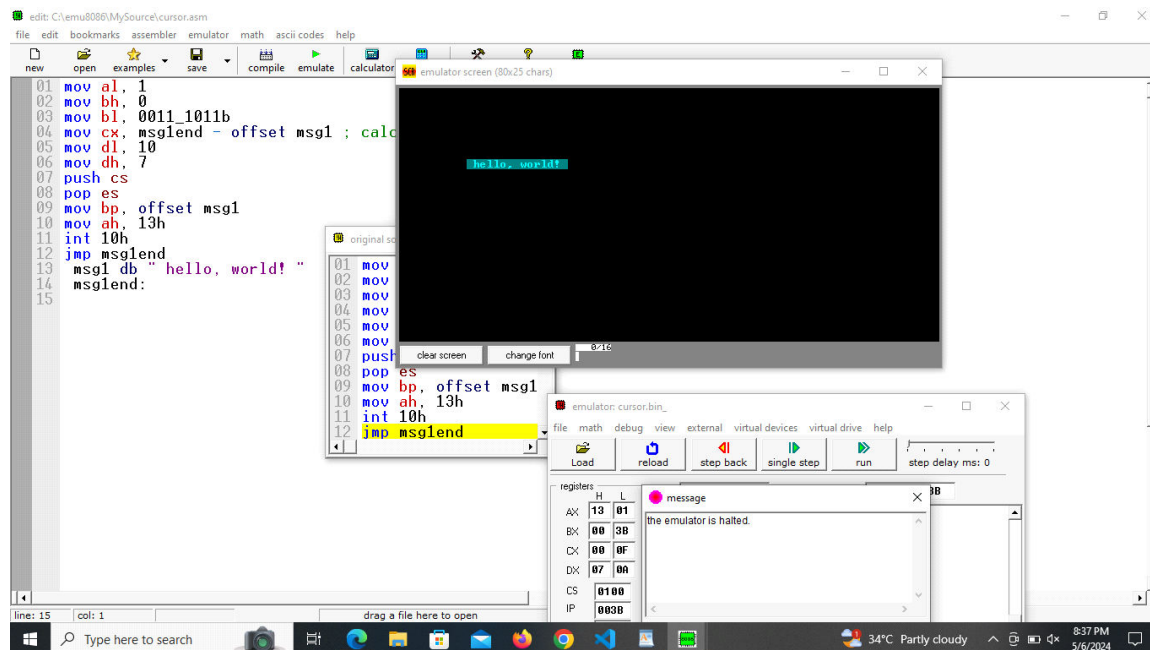 edit: C:\emu8086\MySource\cursor.asm
file edit bookmarks assembler emulator math ascii codes help
new open examples save compile emulate calculator
01 mov al, 1
02 mov bh, 0
03 mov bl, 0011_1011b
04 mov cx, msg1end - offset msg1 ; calc
05 mov dl, 10
06 mov dh, 7
07 push cs
08 pop es
09 mov bp, offset msg1
10 mov ah, 13h
11 int 10h
12 jmp msg1end
13 msg1 db " hello, world! "
14 msg1end:
15
emulator screen (80x25 chars)
hello, world!
clear screen change font 0/16
original so
01 mov
02 mov
03 mov
04 mov
05 mov
06 mov
07 push
08 pop es
09 mov bp, offset msg1
10 mov ah, 13h
11 int 10h
12 jmp msg1end
emulator: cursor.bin_
file math debug view external virtual devices virtual drive help
Load reload step back single step run step delay ms: 0
registers
H L
AX 13 01
BX 00 3B
CX 00 0F
DX 07 0A
CS 0100
IP 003B
3B
message
the emulator is halted.
line: 15 col: 1 drag a file here to open
Type here to search
34°C Partly cloudy
8:37 PM
5/6/2024